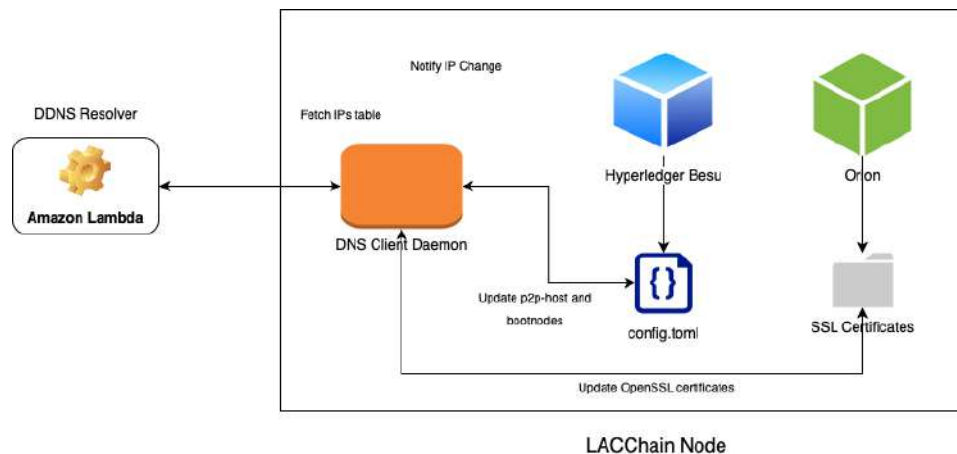 Notify IP Change
DDNS Resolver
Fetch IPs table
Amazon Lambda
Hyperledger Besu
Orion
DNS Client Daemon
{}
Update p2p-host and
bootnodes
config.toml
SSL Certificates
Update OpenSSL certificates
LACChain Node